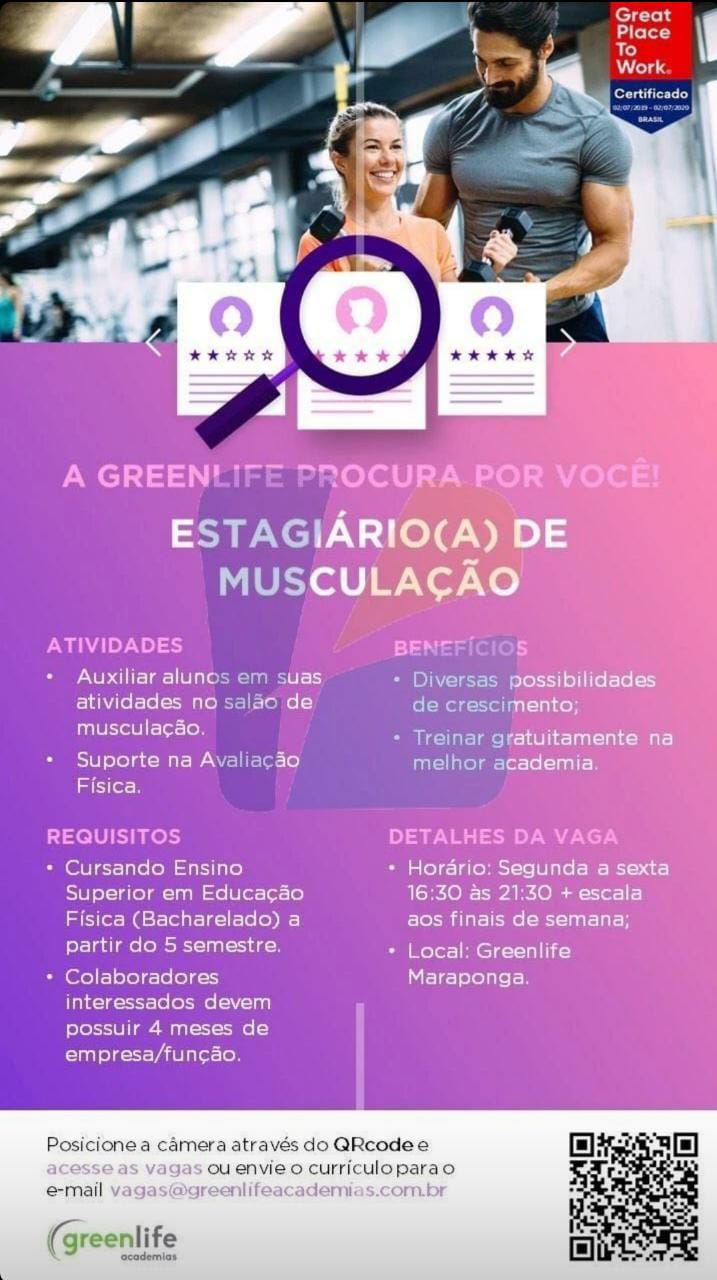 Great
Place
To
Work.
Certificado
02/07/2019 - 02/07/2020
BRASIL
A GREENLIFE PROCURA POR VOCÊ!
ESTAGIÁRIO(A) DE
MUSCULAÇÃO
ATIVIDADES
• Auxiliar alunos em suas
atividades no salão de
musculação.
• Suporte na Avaliação
Física.
BENEFÍCIOS
• Diversas possibilidades
de crescimento;
• Treinar gratuitamente na
melhor academia.
REQUISITOS
• Cursando Ensino
Superior em Educação
Física (Bacharelado) a
partir do 5 semestre.
• Colaboradores
interessados devem
possuir 4 meses de
empresa/função.
DETALHES DA VAGA
• Horário: Segunda a sexta
16:30 às 21:30 + escala
aos finais de semana;
• Local: Greenlife
Maraponga.
Posicione a câmera através do QRcode e
acesse as vagas ou envie o currículo para o
e-mail vagas@greenlifeacademias.com.br
greenlife
academias